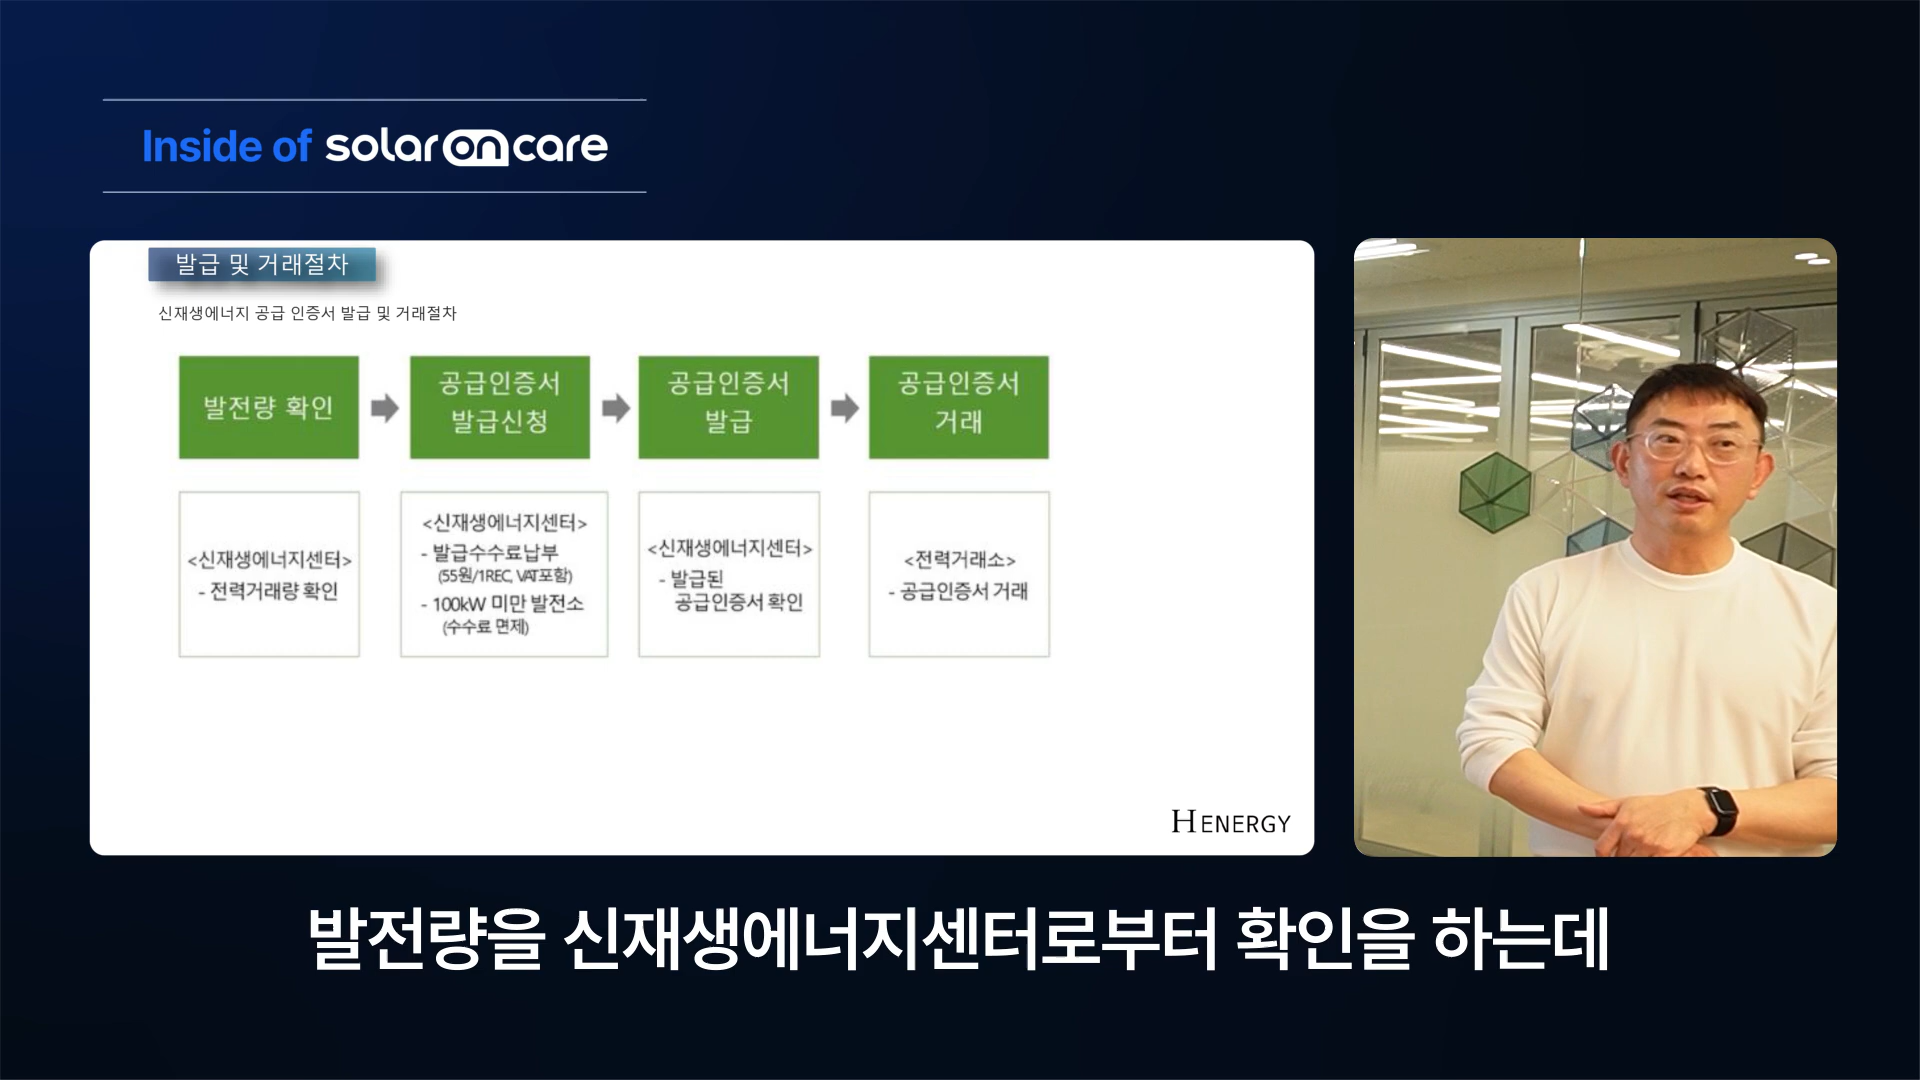 Inside of solaroncare
발급 및 거래절차
신재생에너지 공급 인증서 발급 및 거래절차
발전량 확인
공급인증서
발급신청
공급인증서
발급
공급인증서
거래
<신재생에너지센터>
- 전력거래량 확인
<신재생에너지센터>
- 발급수수료납부
(55원/1REC, VAT포함)
- 100kW 미만 발전소
(수수료 면제)
<신재생에너지센터>
- 발급된
공급인증서 확인
<전력거래소>
- 공급인증서 거래
H ENERGY
발전량을 신재생에너지센터로부터 확인을 하는데